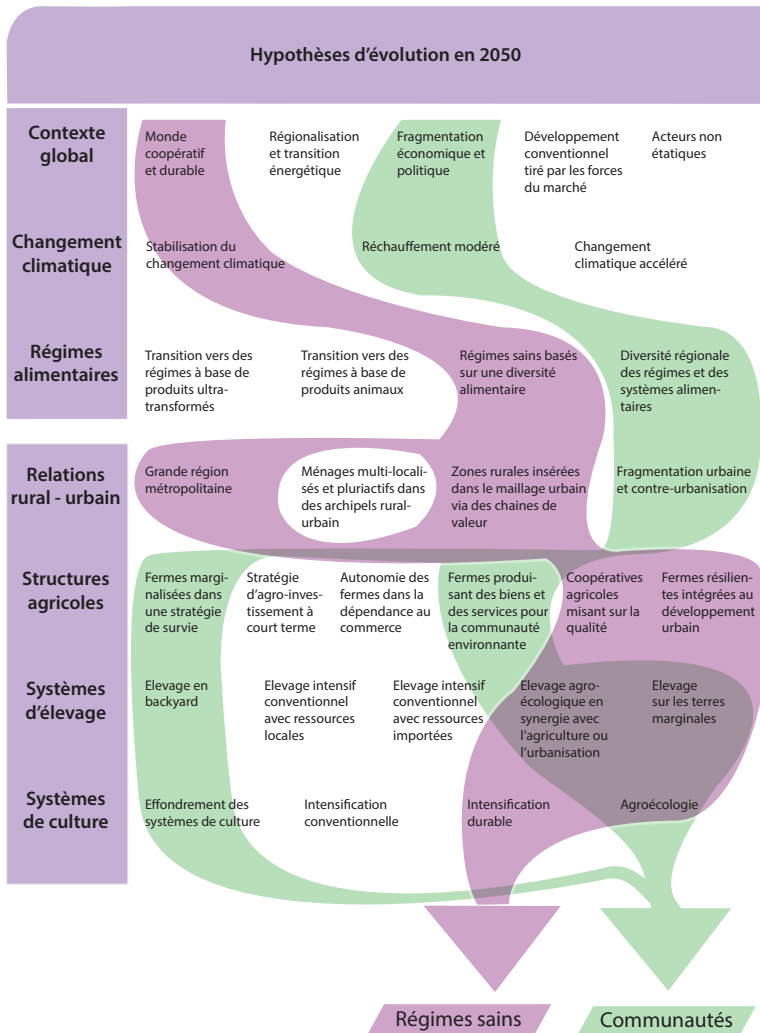 Hypothèses d'évolution en 2050
Contexte
global
Monde
coopératif
et durable
Régionalisation
et transition
énergétique
Fragmentation
économique et
politique
Développement
conventionnel
tiré par les forces
du marché
Acteurs non
étatiques
Changement
climatique
Stabilisation du
changement climatique
Réchauffement modéré
Changement
climatique accéléré
Régimes
alimentaires
Transition vers des
régimes à base de
produits ultra-
transformés
Transition vers des
régimes à base de
produits animaux
Régimes sains basés
sur une diversité
alimentaire
Diversité régionale
des régimes et des
systèmes alimen-
taires
Relations
rural - urbain
Grande région
métropolitaine
Ménages multi-locali-
sés et pluriactifs dans
des archipels rural-
urbain
Zones rurales insérées
dans le maillage urbain
via des chaines de
valeur
Fragmentation urbaine
et contre-urbanisation
Structures
agricoles
Fermes margi-
nalisées dans
une stratégie
de survie
Stratégie
d'agro-inves-
tissement à
court terme
Autonomie des
fermes dans la
dépendance au
commerce
Fermes produi-
sant des biens et
des services pour
la communauté
environnante
Coopératives
agricoles
misant sur la
qualité
Fermes résilien-
tes intégrées au
développement
urbain
Systèmes
d'élevage
Elevage en
backyard
Elevage intensif
conventionnel
avec ressources
locales
Elevage intensif
conventionnel
avec ressources
importées
Elevage agro-
écologique en
synergie avec
l'agriculture ou
l'urbanisation
Elevage
sur les terres
marginales
Systèmes
de culture
Effondrement des
systèmes de culture
Intensification
conventionnelle
Intensification
durable
Agroécologie
Régimes sains
Communautés